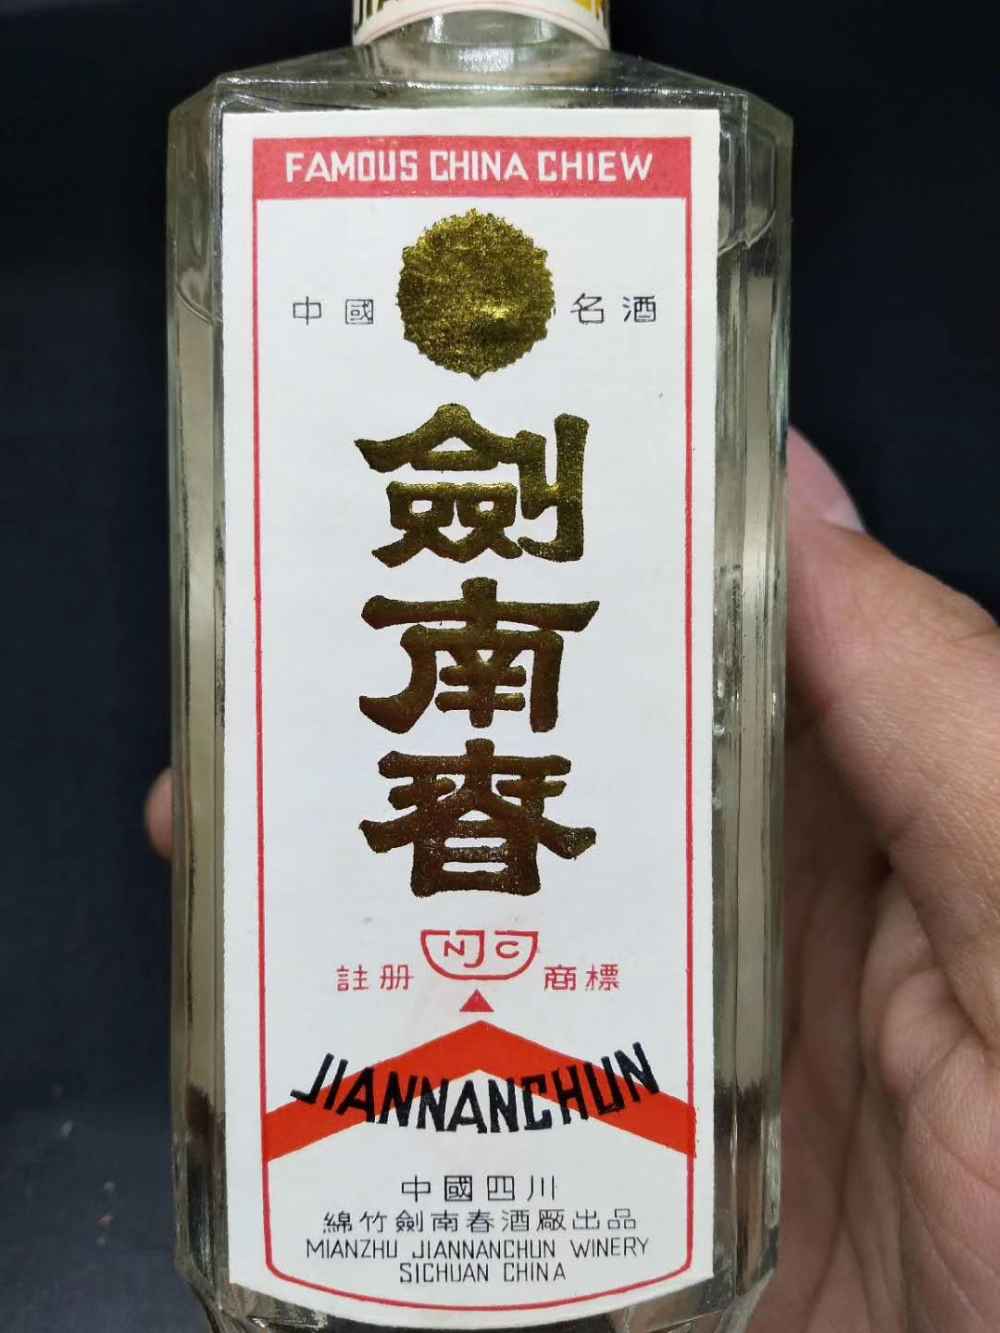 FAMOUS CHINA CHIEW
中國 名酒
劍南春
NJC
註册 商標
JIANNANCHUN
中國四川
綿竹劍南春酒廠出品
MIANZHU JIANNANCHUN WINERY
SICHUAN CHINA